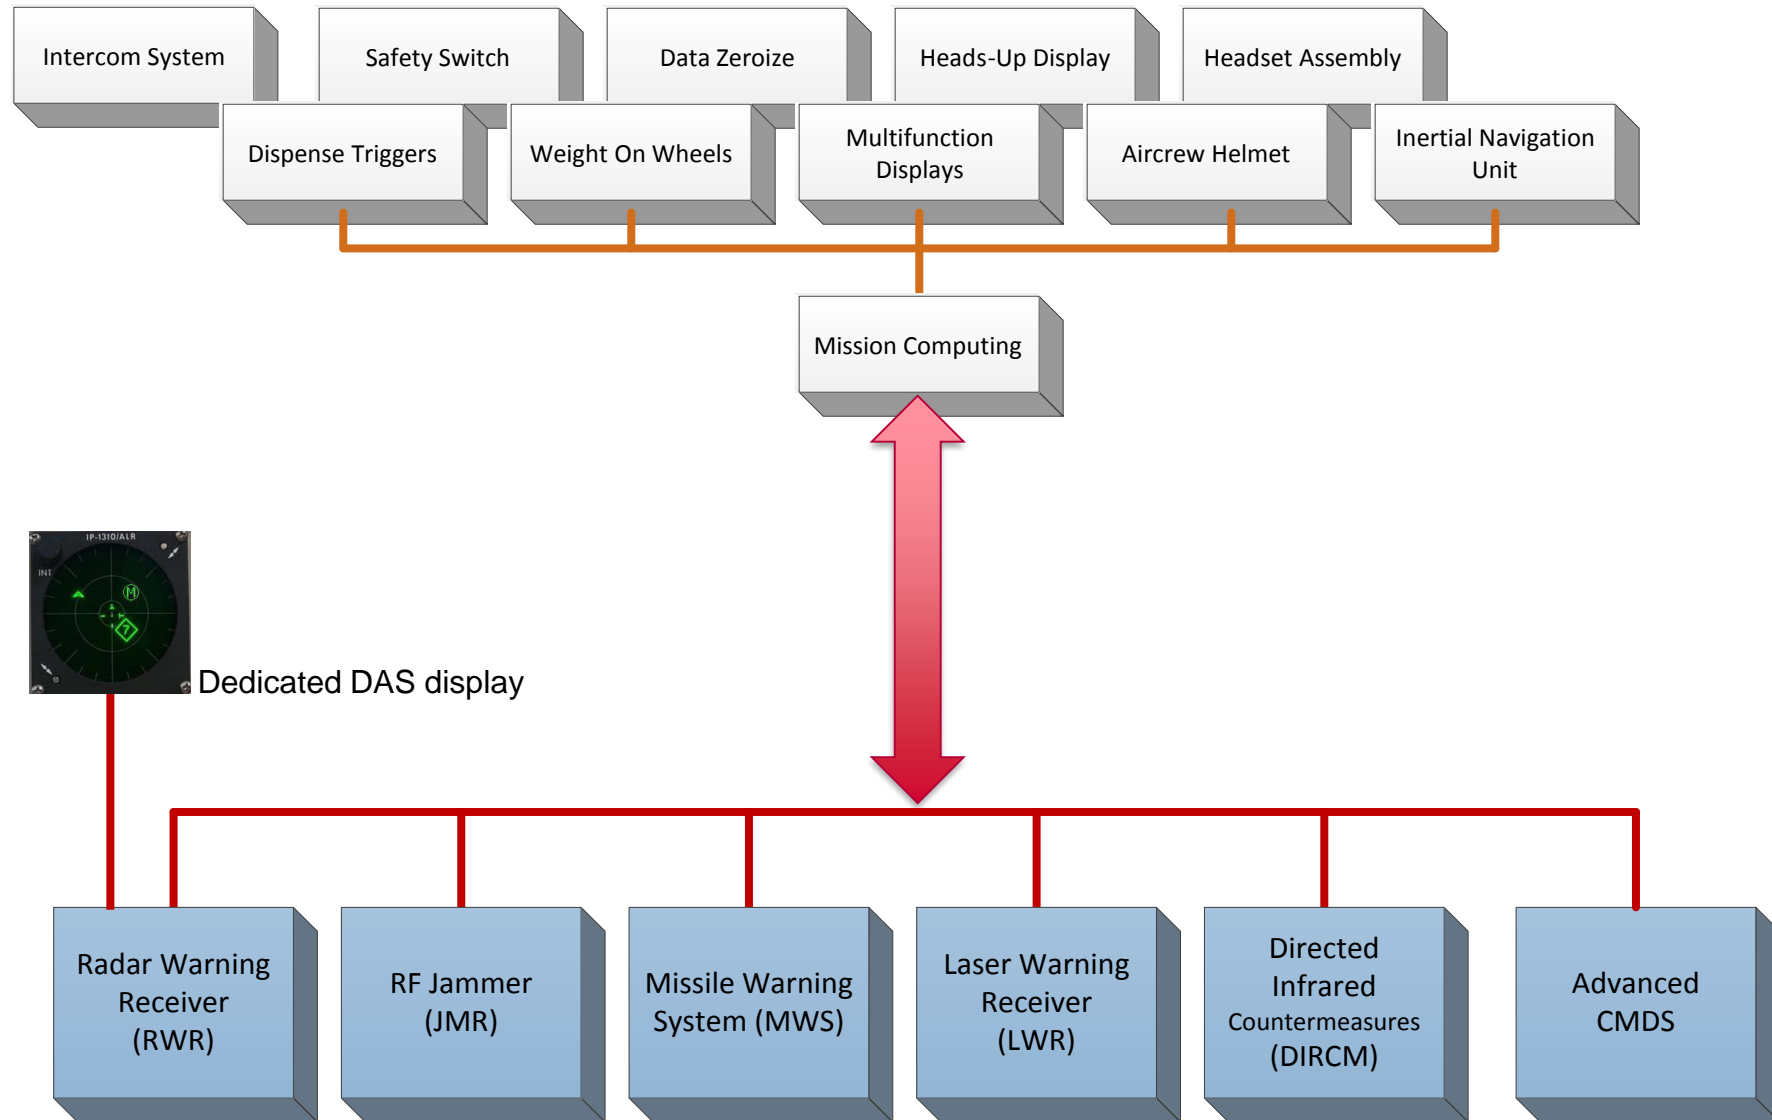 Intercom System
Safety Switch
Data Zeroize
Heads-Up Display
Headset Assembly
Dispense Triggers
Weight On Wheels
Multifunction
Displays
Aircrew Helmet
Inertial Navigation
Unit
Mission Computing
IP-1310/ALR
INT
M
?
Dedicated DAS display
Radar Warning
Receiver
(RWR)
RF Jammer
(JMR)
Missile Warning
System (MWS)
Laser Warning
Receiver
(LWR)
Directed
Infrared
Countermeasures
(DIRCM)
Advanced
CMDS